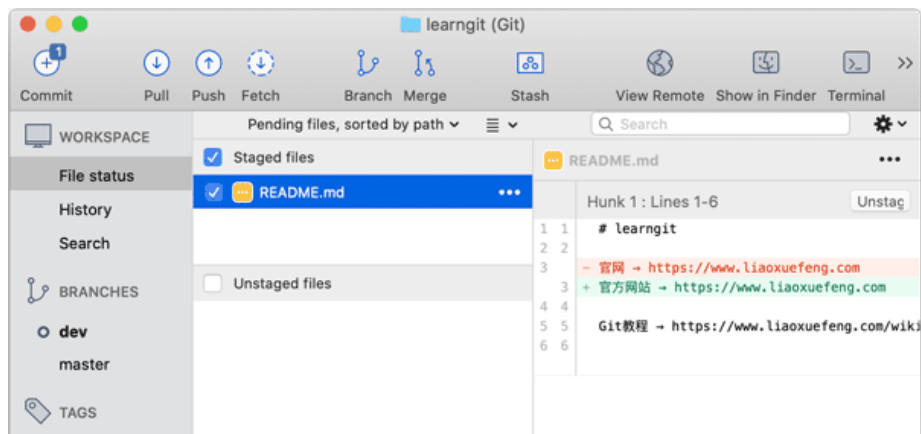 learngit (Git)
1
Commit Pull Push Fetch Branch Merge Stash View Remote Show in Finder Terminal
WORKSPACE
File status
History
Search
BRANCHES
dev
master
TAGS
Pending files, sorted by path
Search
Staged files
README.md
Unstaged files
README.md
Hunk 1 : Lines 1-6
Unstag
1 1 # learngit
2 2
3 - 官网 → https://www.liaoxuefeng.com
3 + 官方网站 → https://www.liaoxuefeng.com
4 4
5 5 Git教程 → https://www.liaoxuefeng.com/wiki
6 6